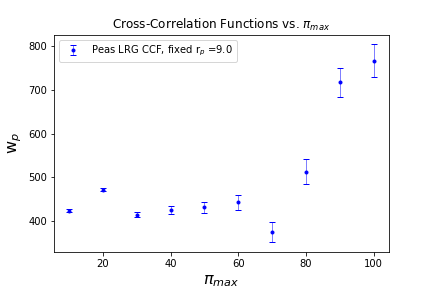 Cross-Correlation Functions vs. π_max
Peas LRG CCF, fixed r_p =9.0
800
700
600
500
400
w_p
20 40 60 80 100
π_max